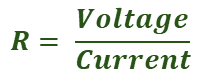 R = Voltage
Current